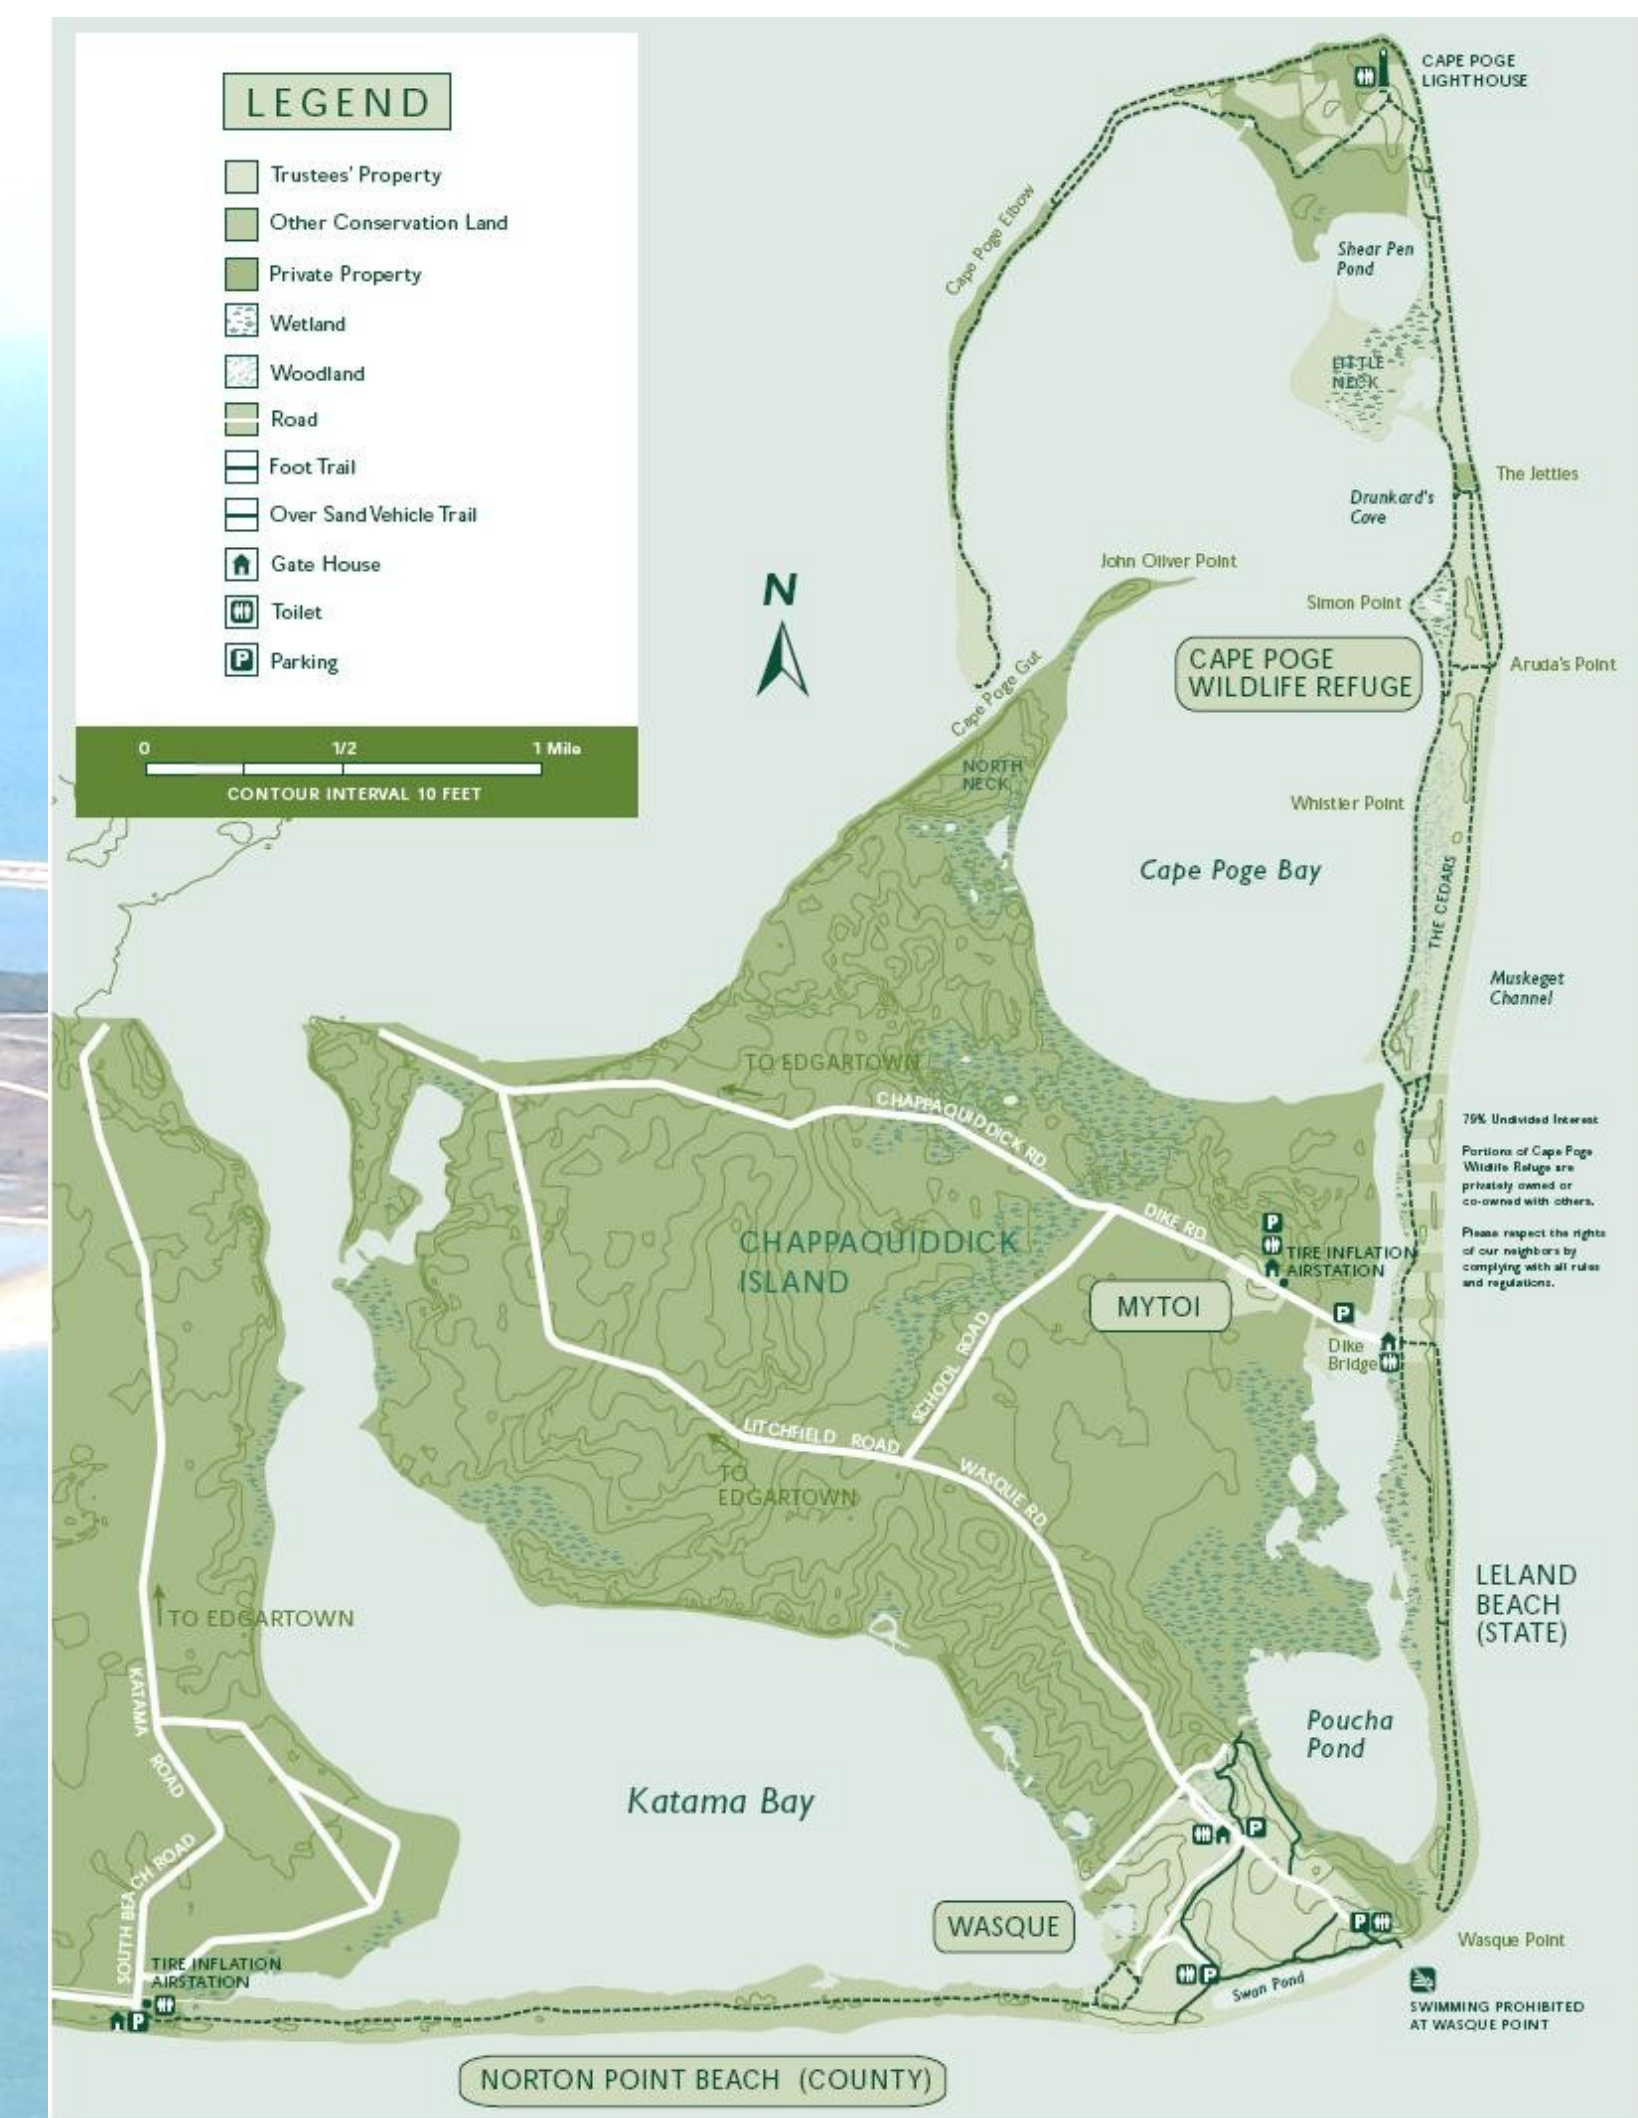 LEGEND
Trustees' Property
Other Conservation Land
Private Property
Wetland
Woodland
Road
Foot Trail
Over Sand Vehicle Trail
Gate House
Toilet
P Parking
0 1/2 1 Mile
CONTOUR INTERVAL 10 FEET
N
CAPE POGE
LIGHTHOUSE
Cape Poge Elbow
Shear Pen
Pond
LITTLE
NECK
The Jetties
Drunkard's
Cove
John Oliver Point
Simon Point
CAPE POGE
WILDLIFE REFUGE
Aruda's Point
Cape Poge Gut
NORTH
NECK
Whistler Point
Cape Poge Bay
THE CEDARS
Muskeget
Channel
TO EDGARTOWN
CHAPPAQUIDDICK RD.
79% Undivided Interest
Portions of Cape Poge
Wildlife Refuge are
privately owned or
co-owned with others.
Please respect the rights
of our neighbors by
complying with all rules
and regulations.
DIKE RD.
P
TIRE INFLATION
AIRSTATION
CHAPPAQUIDDICK
ISLAND
MYTOI
P
Dike
Bridge
SCHOOL ROAD
LITCHFIELD ROAD
WASQUE RD.
TO
EDGARTOWN
LELAND
BEACH
(STATE)
TO EDGARTOWN
KATAMA ROAD
Poucha
Pond
Katama Bay
P
SOUTH BEACH ROAD
WASQUE
P
Wasque Point
TIRE INFLATION
AIRSTATION
P
Swan Pond
P
SWIMMING PROHIBITED
AT WASQUE POINT
NORTON POINT BEACH (COUNTY)